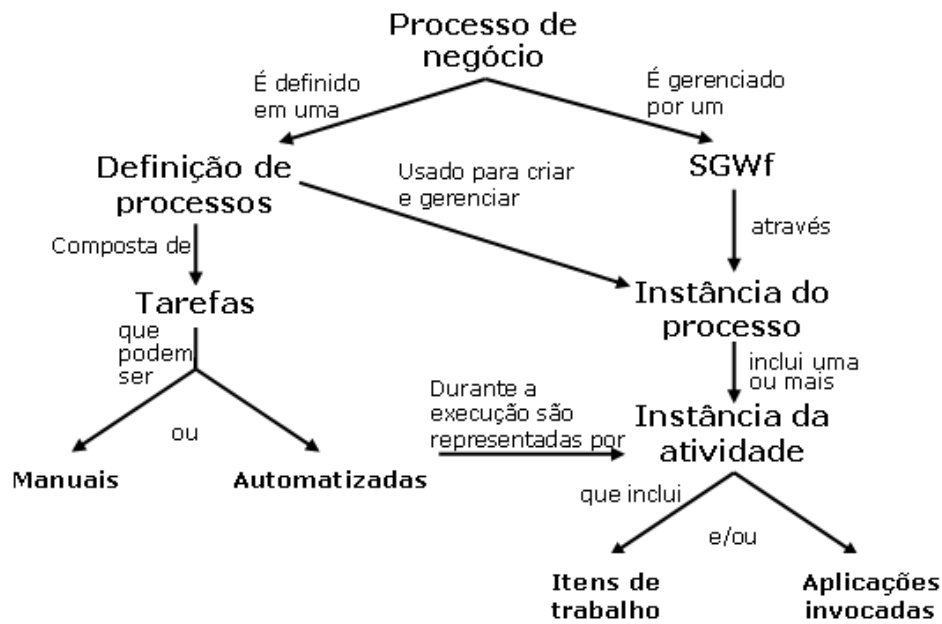 Processo de
negócio
É definido
em uma
É gerenciado
por um
Definição de
processos
Usado para criar
e gerenciar
SGWf
Composta de
através
Tarefas
Instância do
processo
que
podem
ser
inclui uma
ou mais
ou
Durante a
execução são
representadas por
Instância da
atividade
Manuais
Automatizadas
que inclui
e/ou
Itens de
trabalho
Aplicações
invocadas